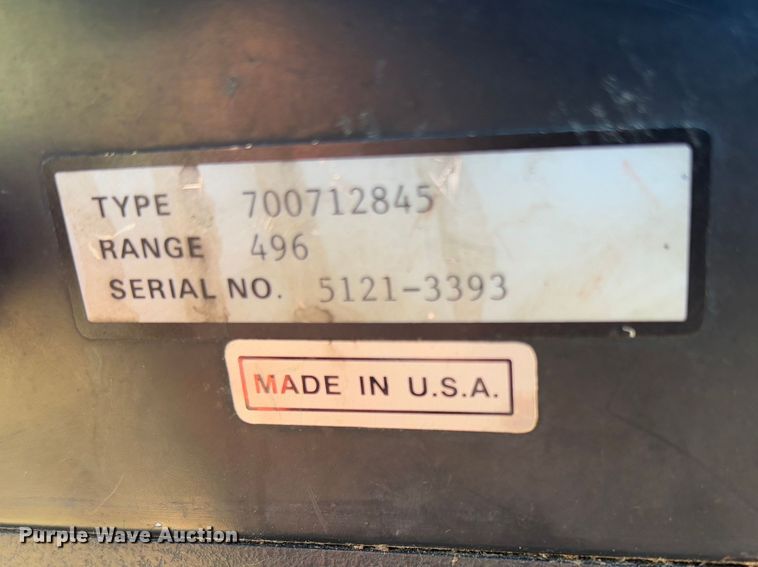 TYPE 700712845
RANGE 496
SERIAL NO. 5121-3393
MADE IN U.S.A.
Purple Wave Auction